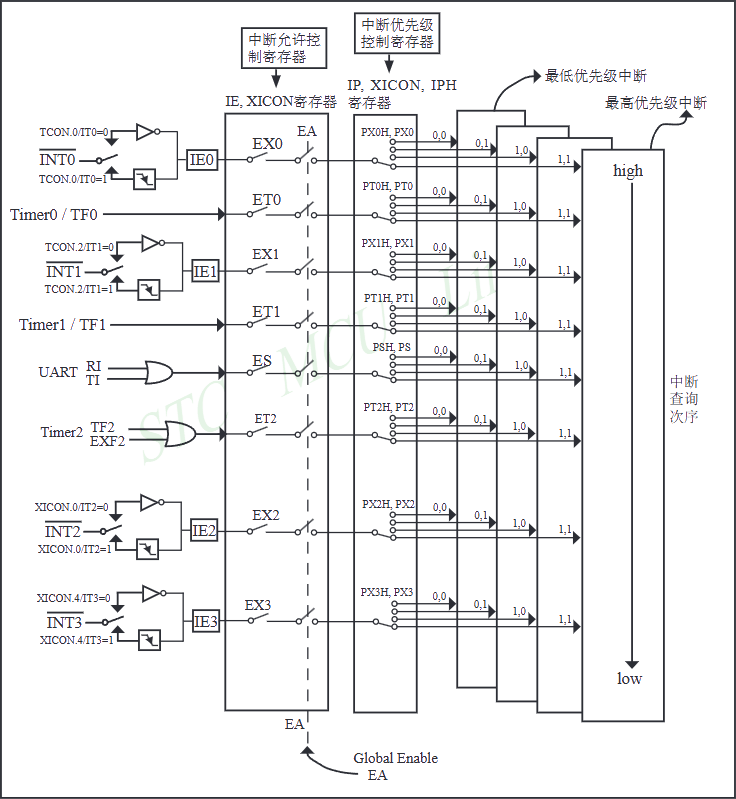 中断允许控
制寄存器
中断优先级
控制寄存器
最低优先级中断
最高优先级中断
IE, XICON寄存器
IP, XICON, IPH
寄存器
TCON.0/IT0=0
INT0
TCON.0/IT0=1
IE0
EX0
EA
PX0H, PX0
0,0
0,1
1,0
1,1
high
Timer0 / TF0
ET0
PT0H, PT0
0,0
0,1
1,0
1,1
TCON.2/IT1=0
INT1
TCON.2/IT1=1
IE1
EX1
PX1H, PX1
0,0
0,1
1,0
1,1
Timer1 / TF1
ET1
PT1H, PT1
0,0
0,1
1,0
1,1
UART
RI
TI
ES
PSH, PS
0,0
0,1
1,0
1,1
Timer2
TF2
EXF2
ET2
PT2H, PT2
0,0
0,1
1,0
1,1
中断
查询
次序
XICON.0/IT2=0
INT2
XICON.0/IT2=1
IE2
EX2
PX2H, PX2
0,0
0,1
1,0
1,1
XICON.4/IT3=0
INT3
XICON.4/IT3=1
IE3
EX3
PX3H, PX3
0,0
0,1
1,0
1,1
low
EA
Global Enable
EA
STC MCU